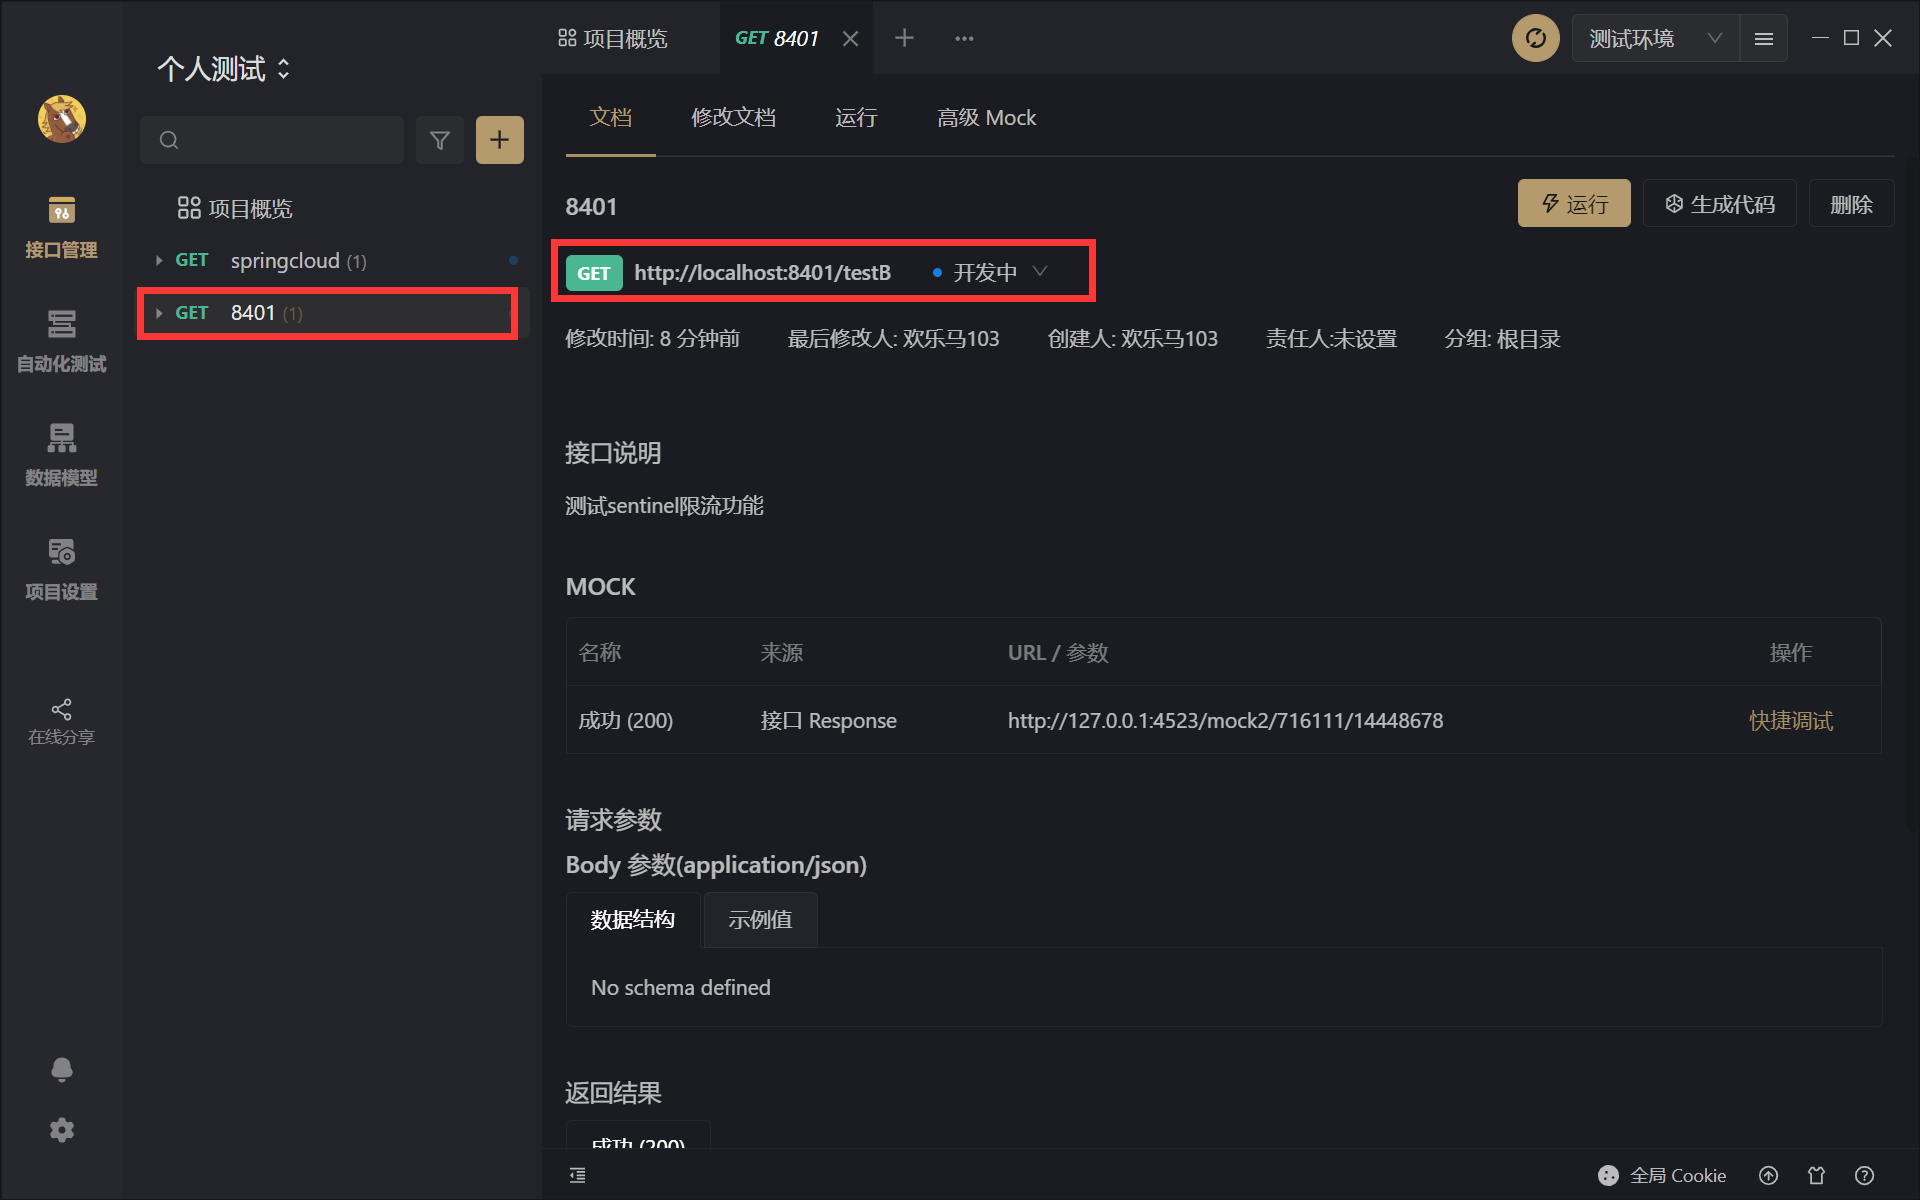 个人测试
接口管理
自动化测试
数据模型
项目设置
在线分享
项目概览
GET springcloud (1)
GET 8401 (1)
项目概览
GET 8401
测试环境
文档
修改文档
运行
高级 Mock
8401
运行
生成代码
删除
GET http://localhost:8401/testB 开发中
修改时间: 8 分钟前 最后修改人: 欢乐马103 创建人: 欢乐马103 责任人:未设置 分组: 根目录
接口说明
测试sentinel限流功能
MOCK
名称 来源 URL / 参数 操作
成功 (200) 接口 Response http://127.0.0.1:4523/mock2/716111/14448678 快捷调试
请求参数
Body 参数(application/json)
数据结构 示例值
No schema defined
返回结果
成功 (200)
全局 Cookie